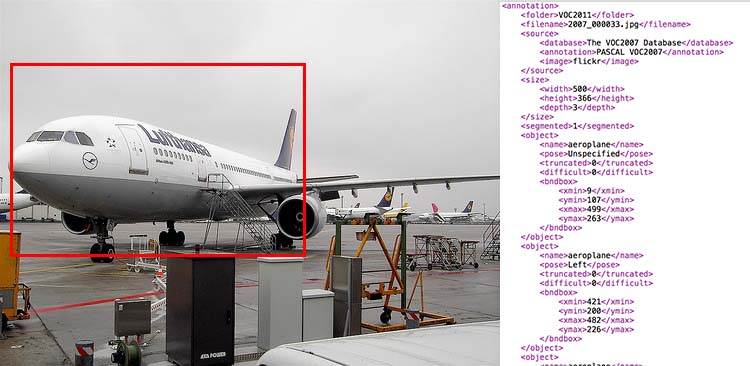 Lufthansa
AXA POWER
<annotation>
<folder>VOC2011</folder>
<filename>2007_000033.jpg</filename>
<source>
<database>The VOC2007 Database</database>
<annotation>PASCAL VOC2007</annotation>
<image>flickr</image>
</source>
<size>
<width>500</width>
<height>366</height>
<depth>3</depth>
</size>
<segmented>1</segmented>
<object>
<name>aeroplane</name>
<pose>Unspecified</pose>
<truncated>0</truncated>
<difficult>0</difficult>
<bndbox>
<xmin>9</xmin>
<ymin>107</ymin>
<xmax>499</xmax>
<ymax>263</ymax>
</bndbox>
</object>
<object>
<name>aeroplane</name>
<pose>Left</pose>
<truncated>0</truncated>
<difficult>0</difficult>
<bndbox>
<xmin>421</xmin>
<ymin>200</ymin>
<xmax>482</xmax>
<ymax>226</ymax>
</bndbox>
</object>
<object>